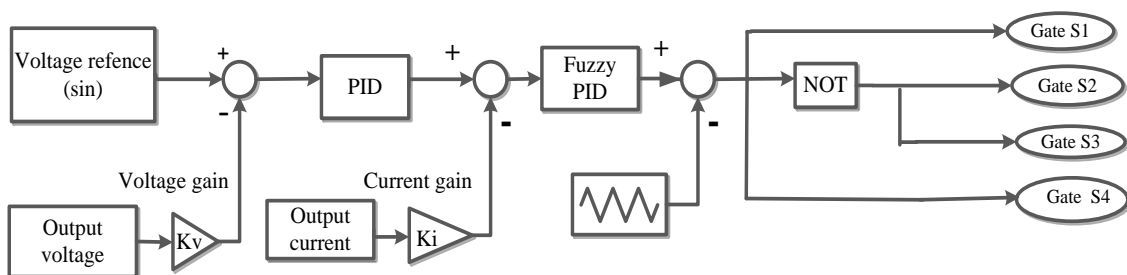 Voltage refence
(sin)
+
-
PID
+
-
Fuzzy
PID
+
-
NOT
Gate S1
Gate S2
Gate S3
Gate S4
Voltage gain
Current gain
Output
voltage
Kv
Output
current
Ki